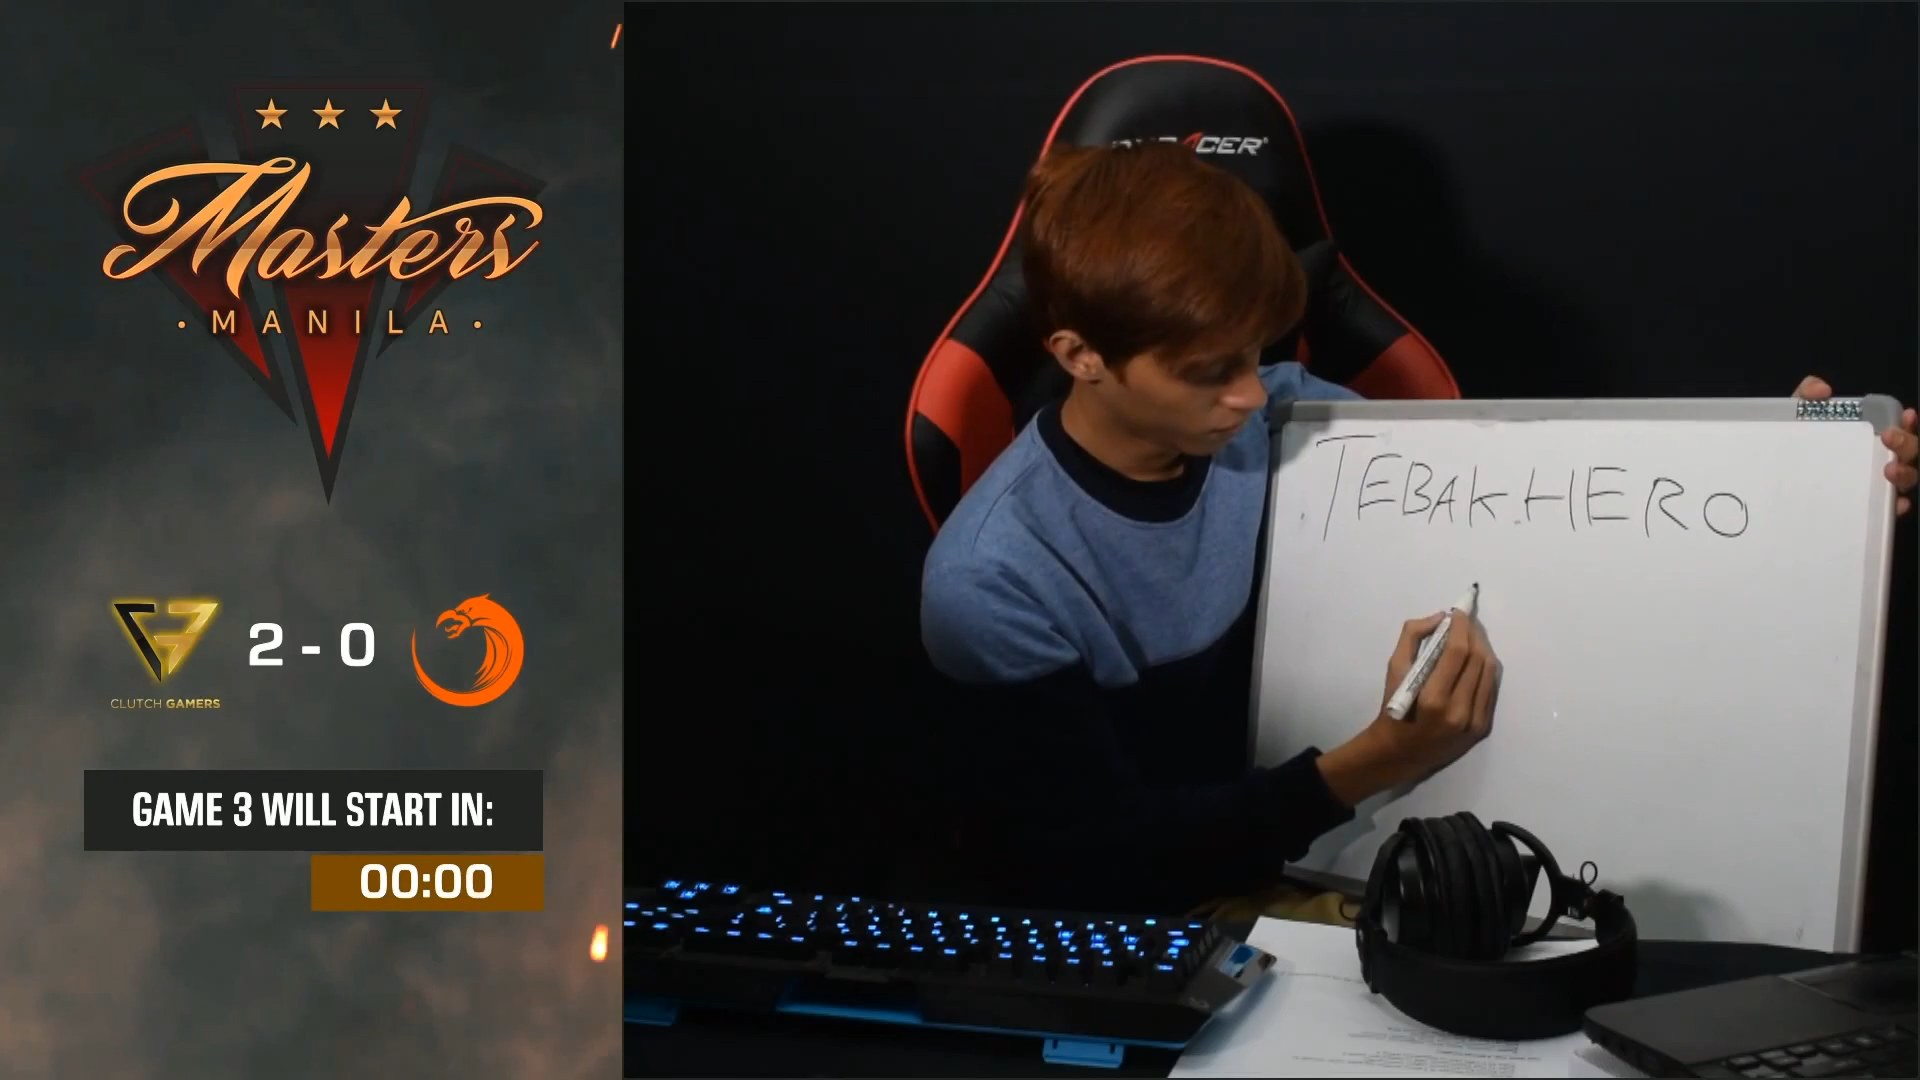 Masters
• MANILA •
2 - 0
CLUTCH GAMERS
GAME 3 WILL START IN:
00:00
TEBAK HERO